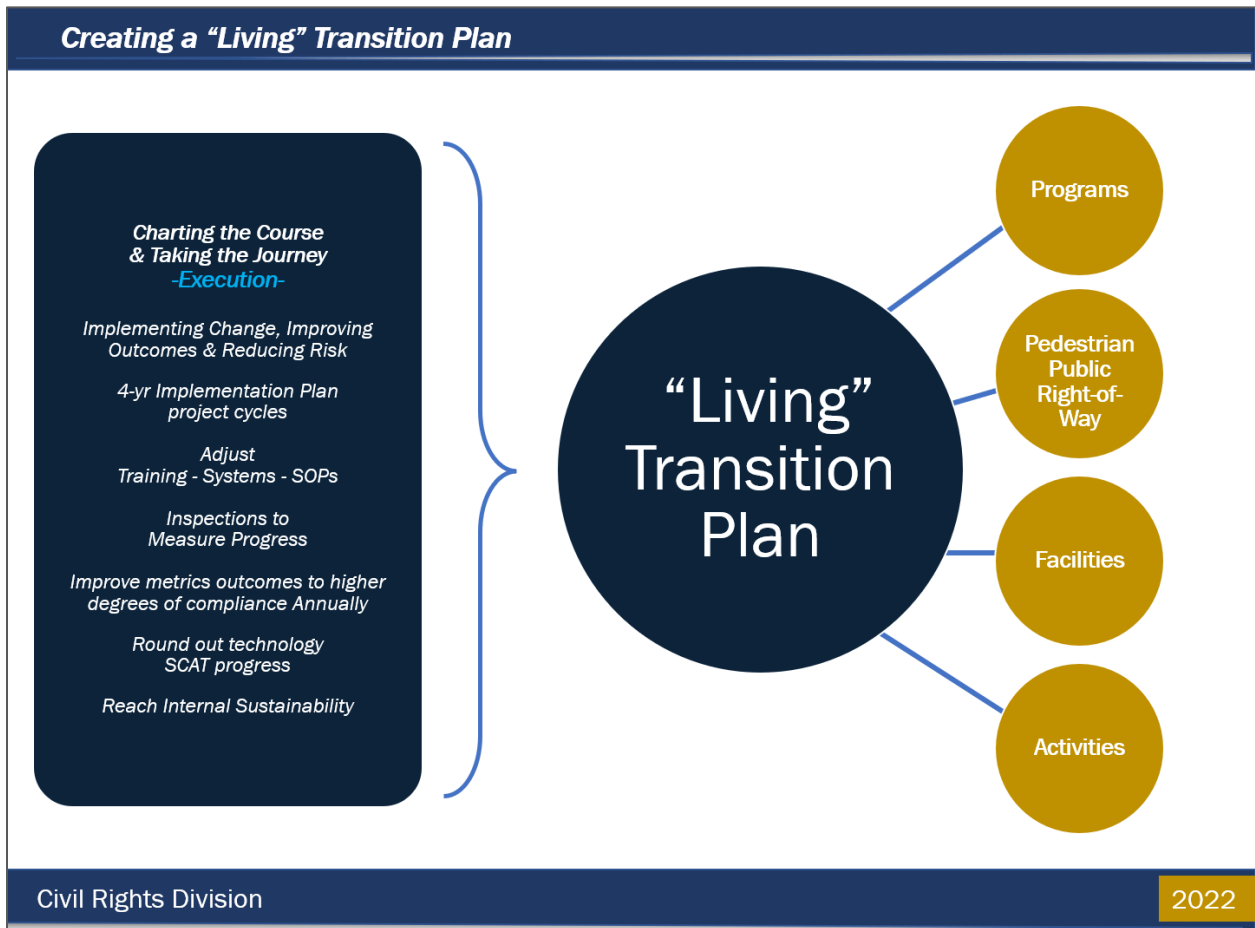 Creating a “Living” Transition Plan
Charting the Course
& Taking the Journey
-Execution-
Implementing Change, Improving
Outcomes & Reducing Risk
4-yr Implementation Plan
project cycles
Adjust
Training - Systems - SOPs
Inspections to
Measure Progress
Improve metrics outcomes to higher
degrees of compliance Annually
Round out technology
SCAT progress
Reach Internal Sustainability
“Living”
Transition
Plan
Programs
Pedestrian
Public
Right-of-
Way
Facilities
Activities
Civil Rights Division
2022